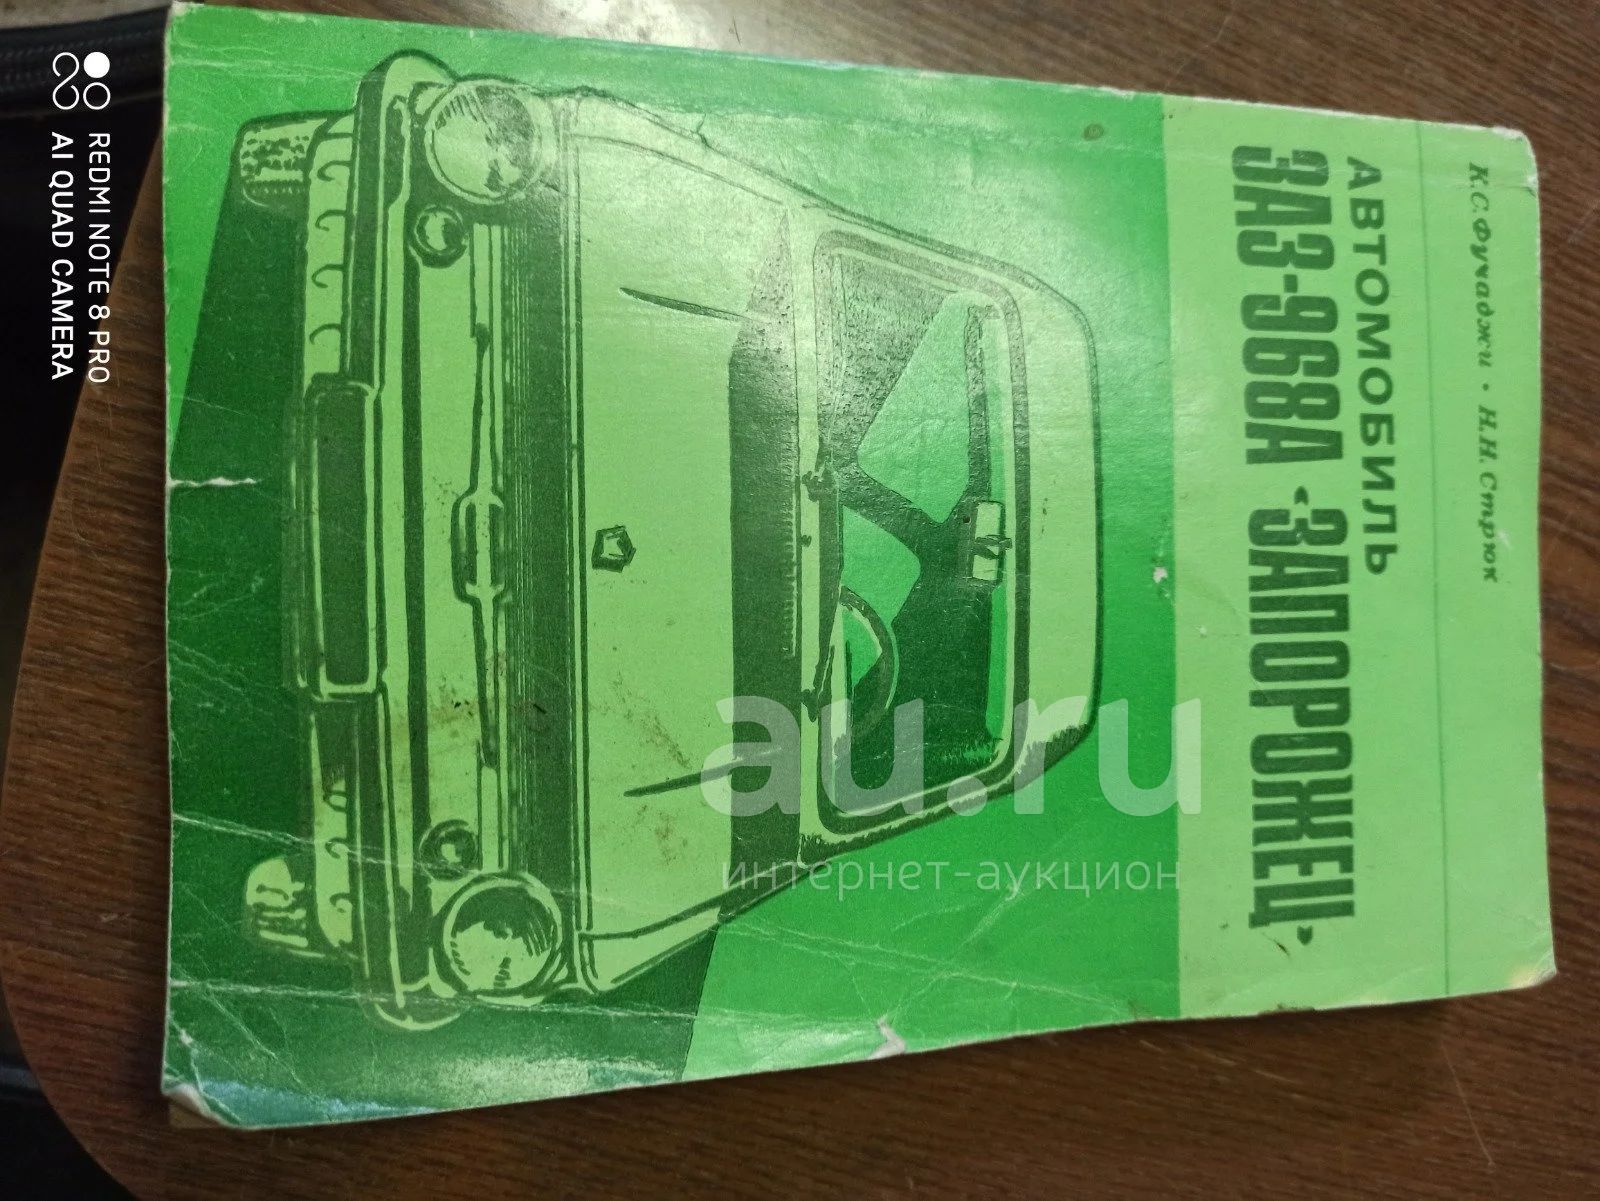 К.С.Фучаджи • Н.Н.Стрюк
АВТОМОБИЛЬ
ЗАЗ-968А «ЗАПОРОЖЕЦ»
au.ru
интернет-аукцион
REDMI NOTE 8 PRO
AI QUAD CAMERA